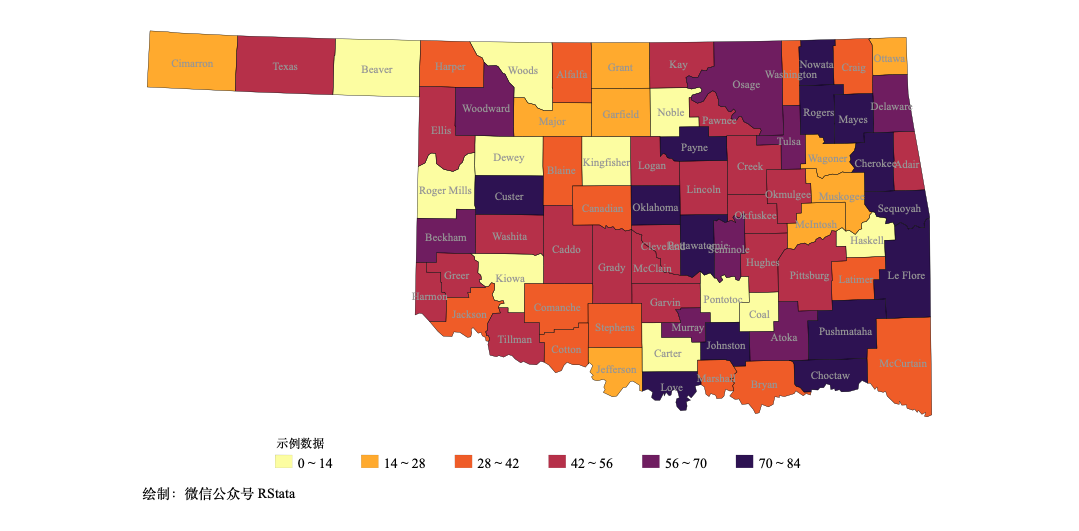 Cimarron
Texas
Beaver
Harper
Woods
Alfalfa
Grant
Kay
Osage
Washington
Nowata
Craig
Ottawa
Woodward
Major
Garfield
Noble
Pawnee
Rogers
Mayes
Delaware
Ellis
Dewey
Blaine
Kingfisher
Logan
Payne
Creek
Tulsa
Wagoner
Cherokee
Adair
Roger Mills
Custer
Canadian
Oklahoma
Lincoln
Okmulgee
Muskogee
Sequoyah
Beckham
Washita
Caddo
Grady
Cleveland
McClain
Pottawatomie
Seminole
Okfuskee
McIntosh
Haskell
Hughes
Pittsburg
Latimer
Le Flore
Greer
Kiowa
Harmon
Jackson
Comanche
Stephens
Garvin
Pontotoc
Coal
Tillman
Cotton
Jefferson
Carter
Murray
Johnston
Atoka
Pushmataha
Love
Marshall
Bryan
Choctaw
McCurtain
示例数据
0 ~ 14 14 ~ 28 28 ~ 42 42 ~ 56 56 ~ 70 70 ~ 84
绘制：微信公众号 RStata